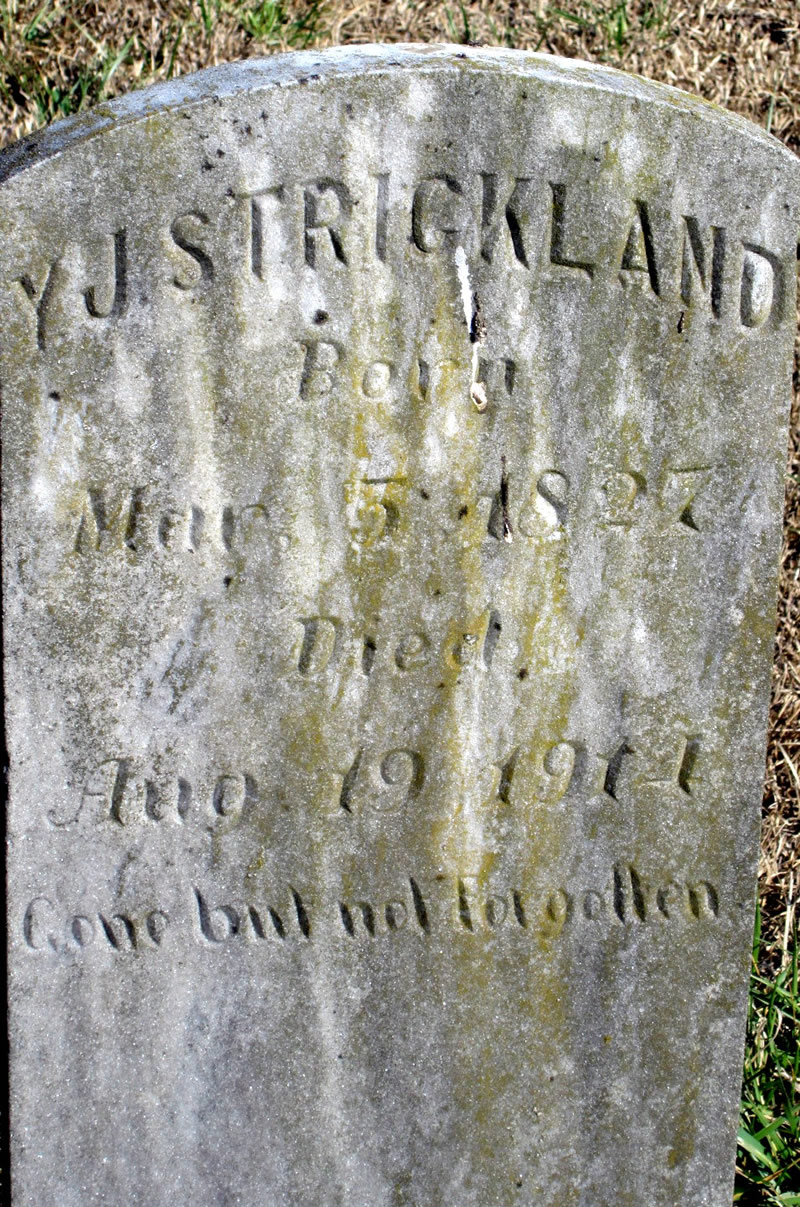 Y J STRICKLAND
Born
Mar. 5. 1827
Died
Aug 19, 1914
Gone but not forgotten.